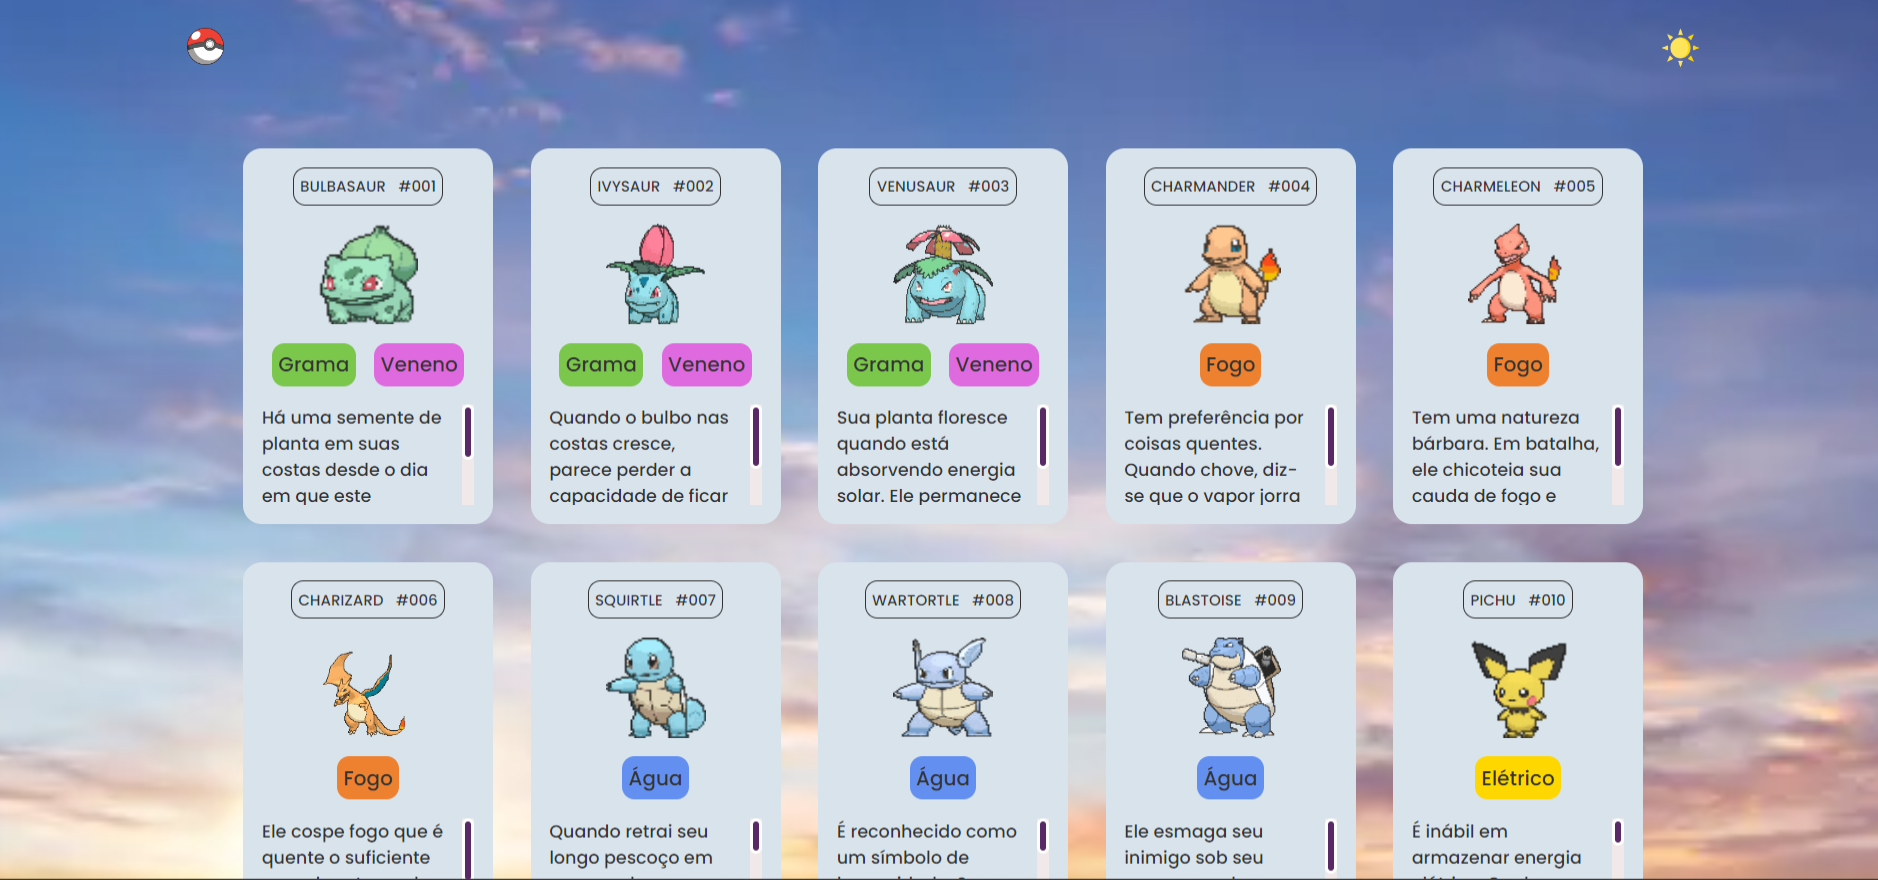 BULBASAUR #001
Grama Veneno
Há uma semente de
planta em suas
costas desde o dia
em que este
IVYSAUR #002
Grama Veneno
Quando o bulbo nas
costas cresce,
parece perder a
capacidade de ficar
VENUSAUR #003
Grama Veneno
Sua planta floresce
quando está
absorvendo energia
solar. Ele permanece
CHARMANDER #004
Fogo
Tem preferência por
coisas quentes.
Quando chove, diz-
se que o vapor jorra
CHARMELEON #005
Fogo
Tem uma natureza
bárbara. Em batalha,
ele chicoteia sua
cauda de fogo e
CHARIZARD #006
Fogo
Ele cospe fogo que é
quente o suficiente
SQUIRTLE #007
Água
Quando retrai seu
longo pescoço em
WARTORTLE #008
Água
É reconhecido como
um símbolo de
BLASTOISE #009
Água
Ele esmaga seu
inimigo sob seu
PICHU #010
Elétrico
É inábil em
armazenar energia